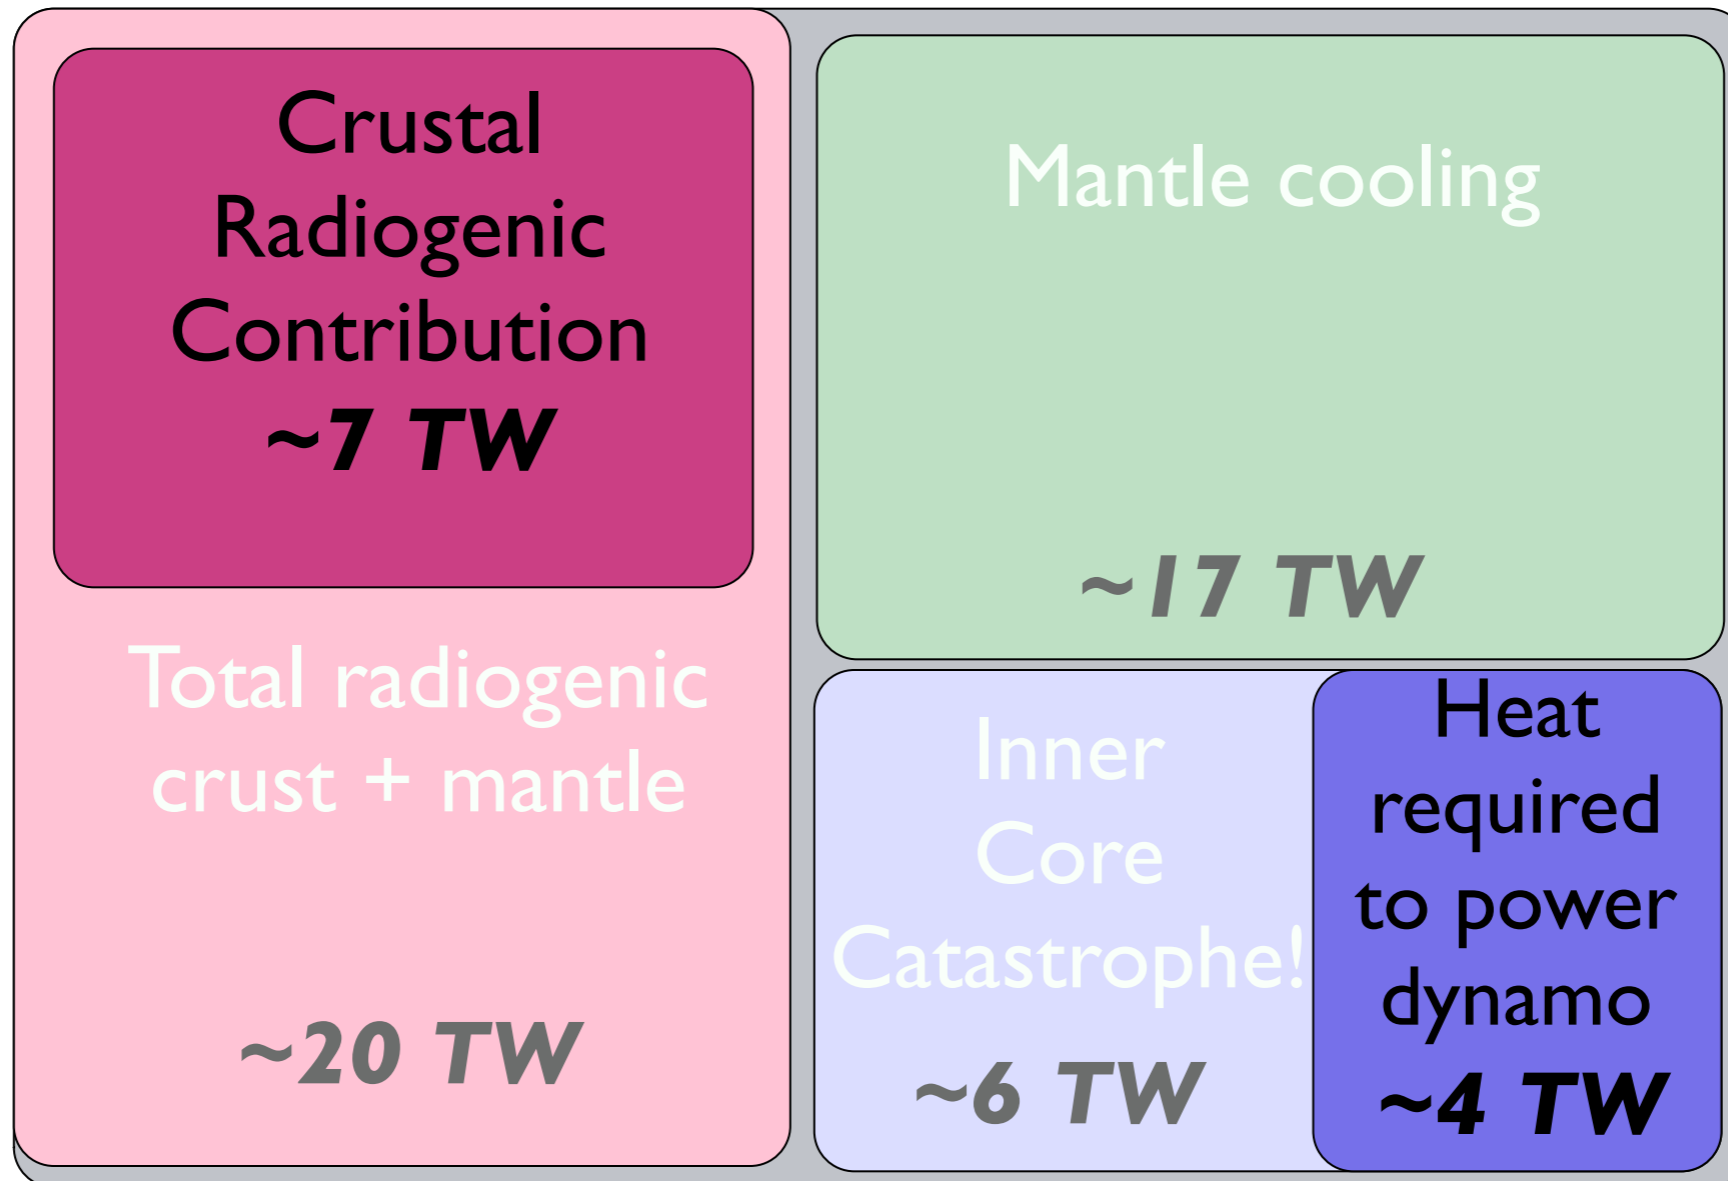 Crustal
Radiogenic
Contribution
~7 TW
Total radiogenic
crust + mantle
~20 TW
Mantle cooling
~17 TW
Inner
Core
Catastrophe!
~6 TW
Heat
required
to power
dynamo
~4 TW